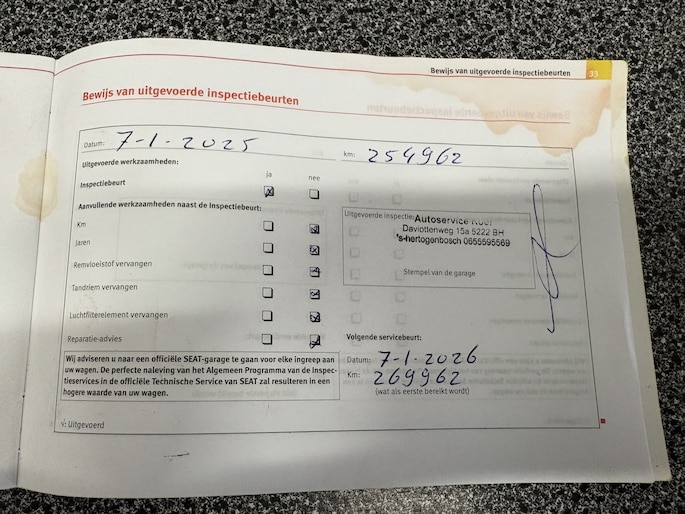 Bewijs van uitgevoerde inspectiebeurten 33
Bewijs van uitgevoerde inspectiebeurten
Datum: 7-1-2025 km: 254962
Uitgevoerde werkzaamheden:
ja nee
Inspectiebeurt
Aanvullende werkzaamheden naast de Inspectiebeurt:
Km
Jaren
Remvloeistof vervangen
Tandriem vervangen
Luchtfilterelement vervangen
Reparatie-advies
Uitgevoerde inspectie:
Autoservice
Daviottenweg 15a 5222 BH
's-hertogenbosch 0655595569
Stempel van de garage
Volgende servicebeurt:
Datum: 7-1-2026
Km: 269962
(wat als eerste bereikt wordt)
Wij adviseren u naar een officiële SEAT-garage te gaan voor elke ingreep aan
uw wagen. De perfecte naleving van het Algemeen Programma van de Inspec-
tieservices in de officiële Technische Service van SEAT zal resulteren in een
hogere waarde van uw wagen.
√: Uitgevoerd